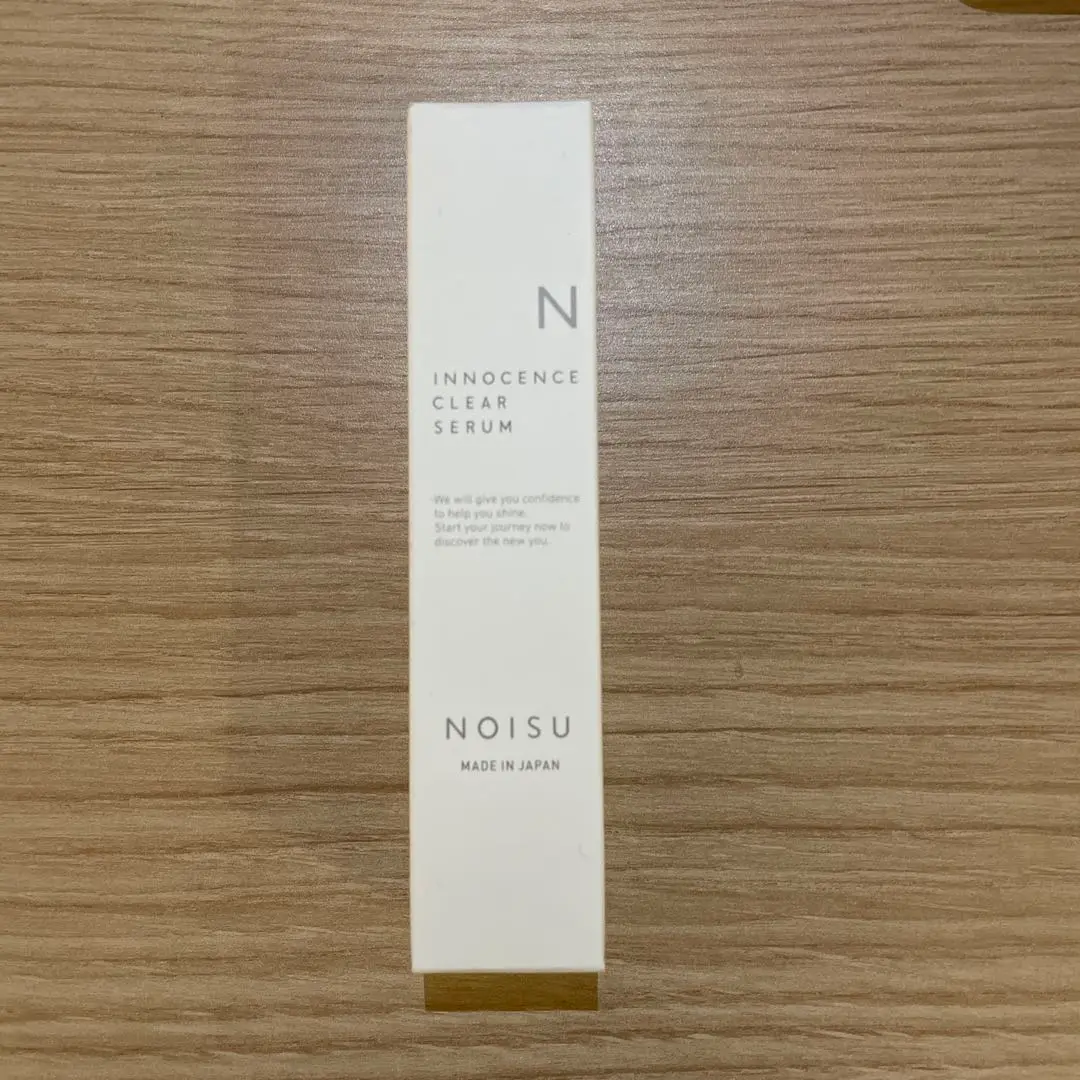 N
INNOCENCE
CLEAR
SERUM
We will give you confidence
to help you shine.
Start your journey now to
discover the new you.
NOISU
MADE IN JAPAN